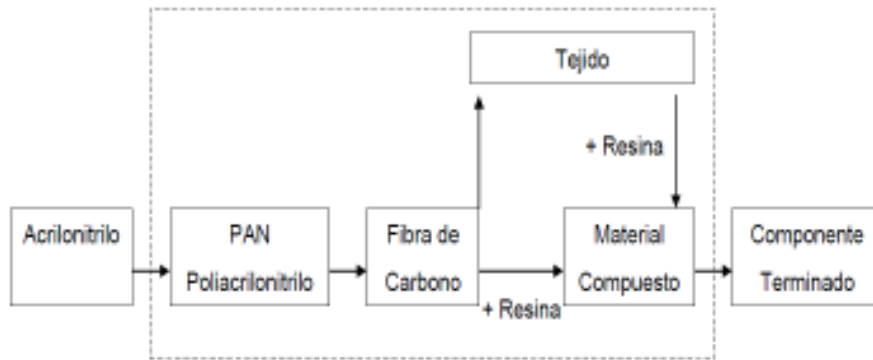 Tejido
+ Resina
Acrilonitrilo
PAN
Poliacrilonitrilo
Fibra de
Carbono
+ Resina
Material
Compuesto
Componente
Terminado